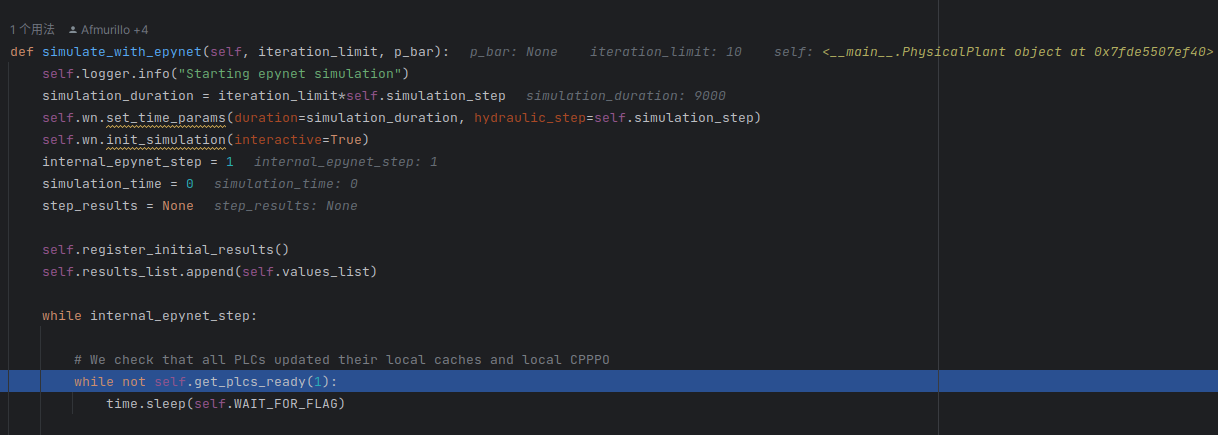 1 个用法  Afmurillo +4
def simulate_with_epynet(self, iteration_limit, p_bar):   p_bar: None    iteration_limit: 10    self: <__main__.PhysicalPlant object at 0x7fde5507ef40>
    self.logger.info("Starting epynet simulation")
    simulation_duration = iteration_limit*self.simulation_step   simulation_duration: 9000
    self.wn.set_time_params(duration=simulation_duration, hydraulic_step=self.simulation_step)
    self.wn.init_simulation(interactive=True)
    internal_epynet_step = 1   internal_epynet_step: 1
    simulation_time = 0   simulation_time: 0
    step_results = None   step_results: None
    self.register_initial_results()
    self.results_list.append(self.values_list)
    while internal_epynet_step:
        # We check that all PLCs updated their local caches and local CPPPO
        while not self.get_plcs_ready(1):
            time.sleep(self.WAIT_FOR_FLAG)